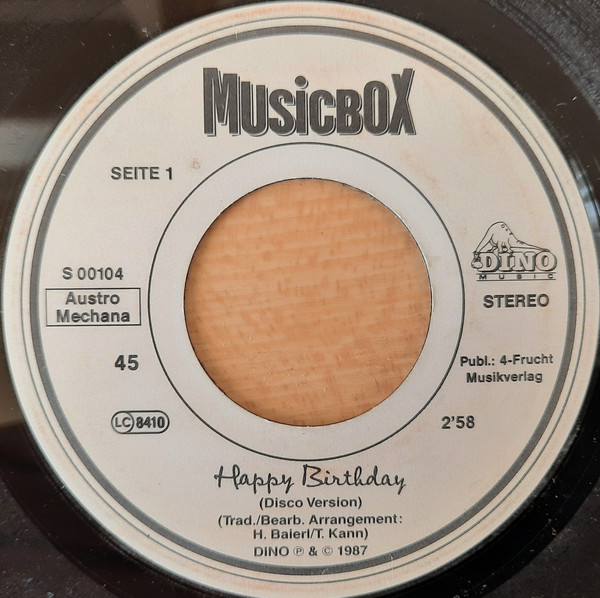 MUSICBOX
SEITE 1
S 00104
Austro
Mechana
45
LC 8410
DINO
MUSIC
STEREO
Publ.: 4-Frucht
Musikverlag
2'58
Happy Birthday
(Disco Version)
(Trad./Bearb. Arrangement:
H. Baierl/T. Kann)
DINO ℗ & © 1987